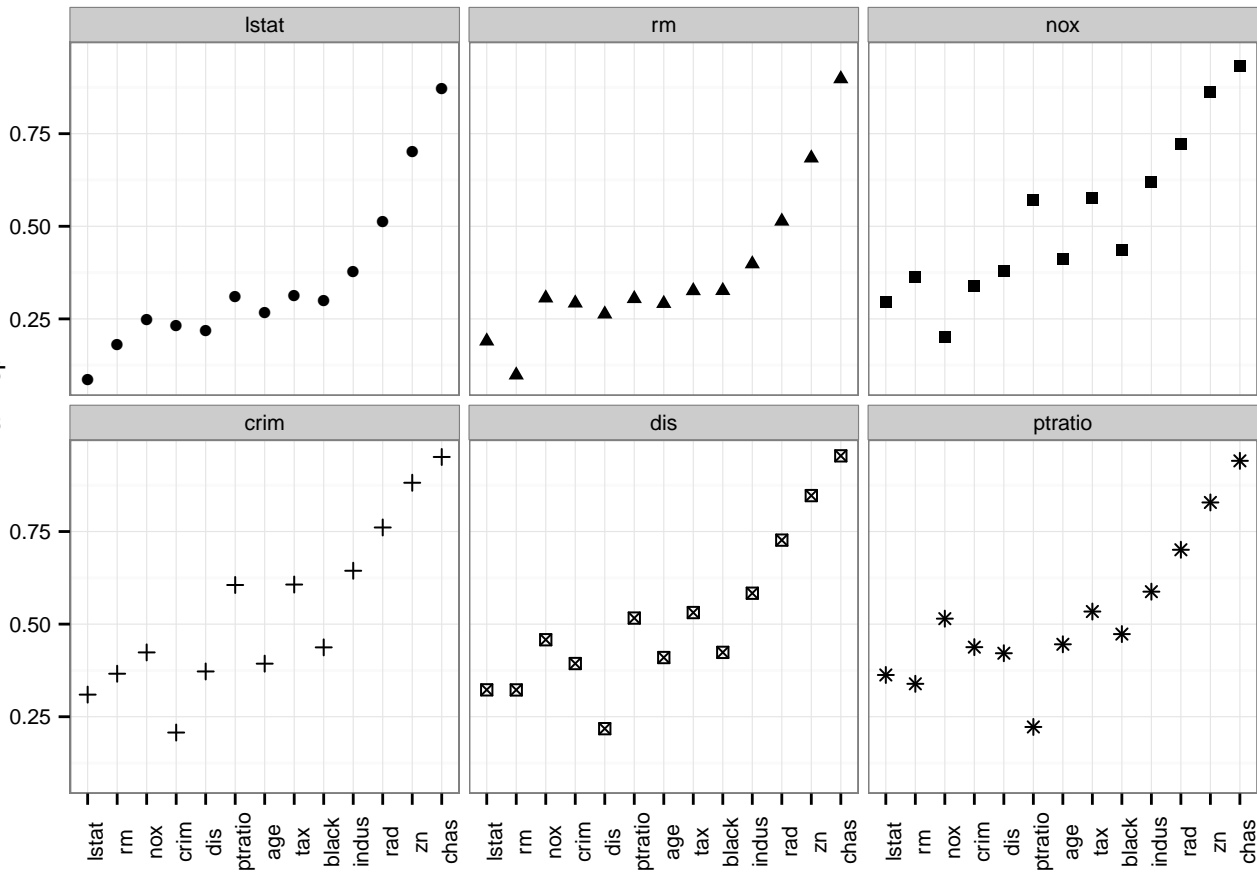 lstat rm nox
0.75
0.50
0.25
crim dis ptratio
0.75
0.50
0.25
lstat rm nox crim dis ptratio age tax black indus rad zn chas lstat rm nox crim dis ptratio age tax black indus rad zn chas lstat rm nox crim dis ptratio age tax black indus rad zn chas